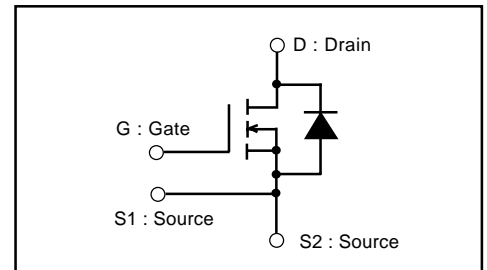 D : Drain
G : Gate
S1 : Source
S2 : Source